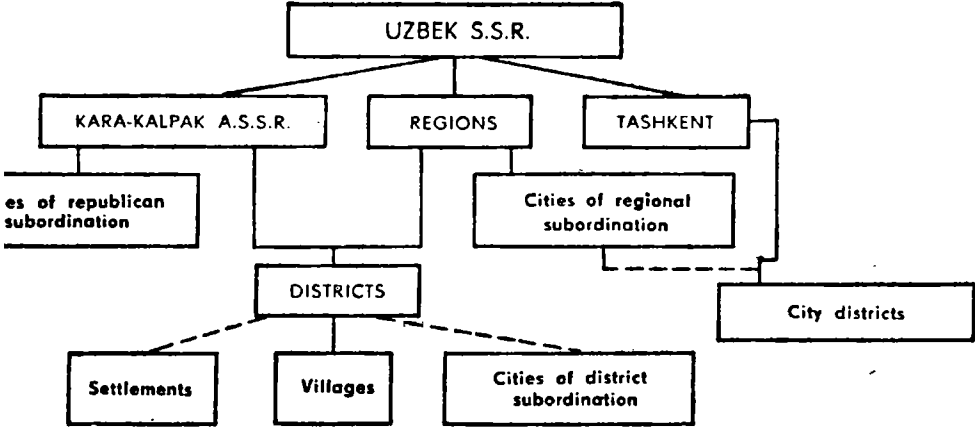 UZBEK S.S.R.
KARA-KALPAK A.S.S.R.
REGIONS
TASHKENT
es of republican
subordination
Cities of regional
subordination
DISTRICTS
City districts
Settlements
Villages
Cities of district
subordination